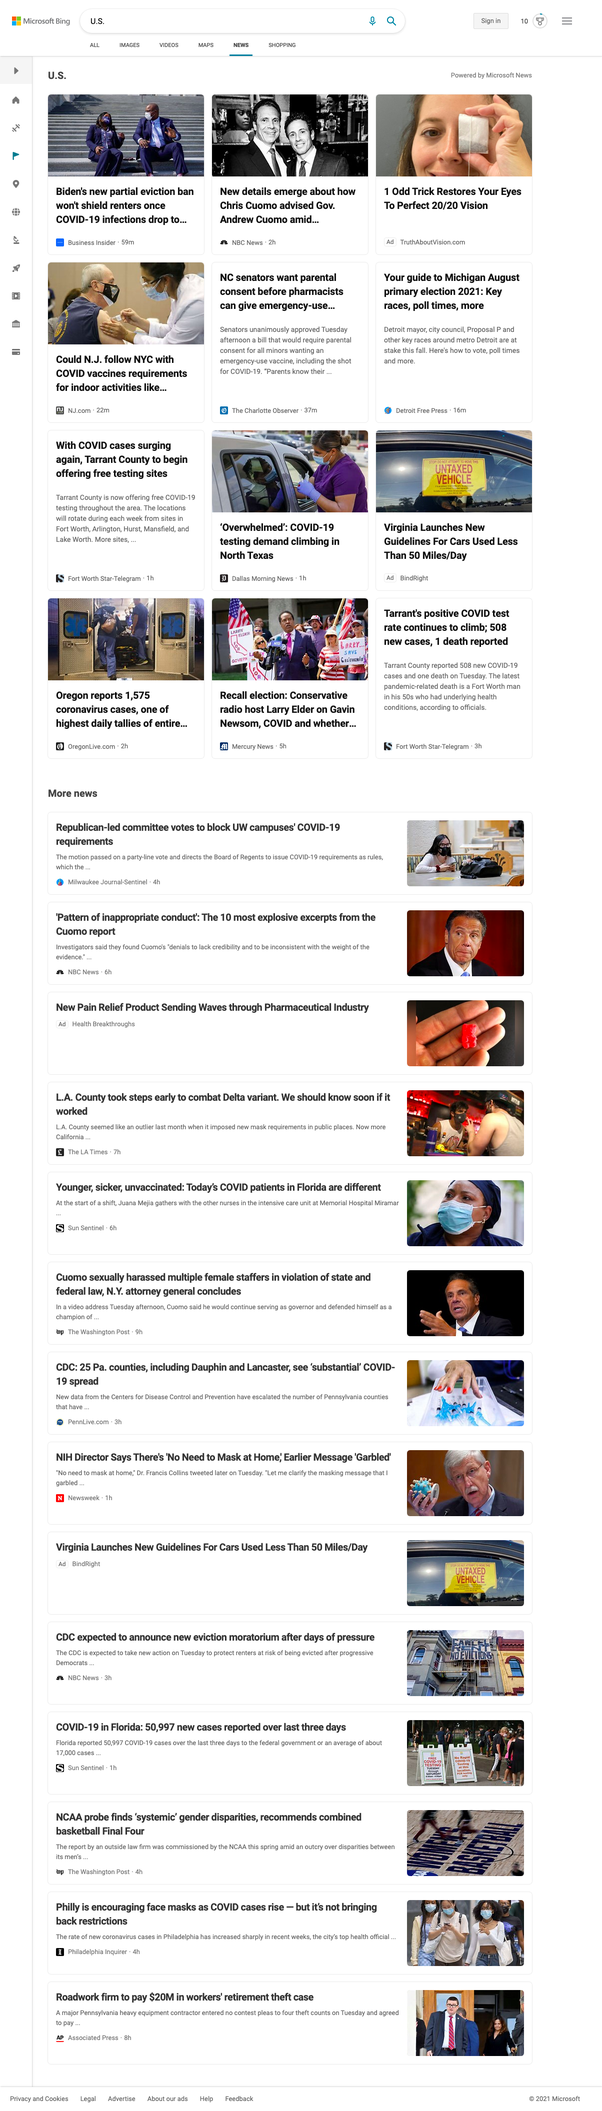 Microsoft Bing
U.S.
Sign in
10
ALL
IMAGES
VIDEOS
MAPS
NEWS
SHOPPING
U.S.
Powered by Microsoft News
Biden's new partial eviction ban
won't shield renters once
COVID-19 infections drop to...
Business Insider · 59m
New details emerge about how
Chris Cuomo advised Gov.
Andrew Cuomo amid...
NBC News · 2h
1 Odd Trick Restores Your Eyes
To Perfect 20/20 Vision
Ad TruthAboutVision.com
Could N.J. follow NYC with
COVID vaccines requirements
for indoor activities like...
NJ.com · 22m
NC senators want parental
consent before pharmacists
can give emergency-use...
Senators unanimously approved Tuesday
afternoon a bill that would require parental
consent for all minors wanting an
emergency-use vaccine, including the shot
for COVID-19. "Parents know their ...
The Charlotte Observer · 37m
Your guide to Michigan August
primary election 2021: Key
races, poll times, more
Detroit mayor, city council, Proposal P and
other key races around metro Detroit are at
stake this fall. Here's how to vote, poll times
and more.
Detroit Free Press · 16m
With COVID cases surging
again, Tarrant County to begin
offering free testing sites
Tarrant County is now offering free COVID-19
testing throughout the area. The locations
will rotate during each week from sites in
Fort Worth, Arlington, Hurst, Mansfield, and
Lake Worth. More sites, ...
Fort Worth Star-Telegram · 1h
'Overwhelmed': COVID-19
testing demand climbing in
North Texas
Dallas Morning News · 1h
UNTAXED
VEHICLE
Virginia Launches New
Guidelines For Cars Used Less
Than 50 Miles/Day
Ad BindRight
Oregon reports 1,575
coronavirus cases, one of
highest daily tallies of entire...
OregonLive.com · 2h
Recall election: Conservative
radio host Larry Elder on Gavin
Newsom, COVID and whether...
Mercury News · 5h
Tarrant's positive COVID test
rate continues to climb; 508
new cases, 1 death reported
Tarrant County reported 508 new COVID-19
cases and one death on Tuesday. The latest
pandemic-related death is a Fort Worth man
in his 50s who had underlying health
conditions, according to officials.
Fort Worth Star-Telegram · 3h
More news
Republican-led committee votes to block UW campuses' COVID-19
requirements
The motion passed on a party-line vote and directs the Board of Regents to issue COVID-19 requirements as rules,
which the ...
Milwaukee Journal-Sentinel · 4h
'Pattern of inappropriate conduct': The 10 most explosive excerpts from the
Cuomo report
Investigators said they found Cuomo's "denials to lack credibility and to be inconsistent with the weight of the
evidence." ...
NBC News · 6h
New Pain Relief Product Sending Waves through Pharmaceutical Industry
Ad Health Breakthroughs
L.A. County took steps early to combat Delta variant. We should know soon if it
worked
L.A. County seemed like an outlier last month when it imposed new mask requirements in public places. Now more
California ...
The LA Times · 7h
Younger, sicker, unvaccinated: Today's COVID patients in Florida are different
At the start of a shift, Juana Mejia gathers with the other nurses in the intensive care unit at Memorial Hospital Miramar
...
Sun Sentinel · 6h
Cuomo sexually harassed multiple female staffers in violation of state and
federal law, N.Y. attorney general concludes
In a video address Tuesday afternoon, Cuomo said he would continue serving as governor and defended himself as a
champion of ...
The Washington Post · 9h
CDC: 25 Pa. counties, including Dauphin and Lancaster, see 'substantial' COVID-
19 spread
New data from the Centers for Disease Control and Prevention have escalated the number of Pennsylvania counties
that have ...
PennLive.com · 3h
NIH Director Says There's 'No Need to Mask at Home,' Earlier Message 'Garbled'
"No need to mask at home," Dr. Francis Collins tweeted later on Tuesday. "Let me clarify the masking message that I
garbled ...
Newsweek · 1h
Virginia Launches New Guidelines For Cars Used Less Than 50 Miles/Day
Ad BindRight
UNTAXED
VEHICLE
CDC expected to announce new eviction moratorium after days of pressure
The CDC is expected to take new action on Tuesday to protect renters at risk of being evicted after progressive
Democrats ...
NBC News · 3h
COVID-19 in Florida: 50,997 new cases reported over last three days
Florida reported 50,997 COVID-19 cases over the last three days to the federal government or an average of about
17,000 cases ...
Sun Sentinel · 1h
NCAA probe finds 'systemic' gender disparities, recommends combined
basketball Final Four
The report by an outside law firm was commissioned by the NCAA this spring amid an outcry over disparities between
its men's ...
The Washington Post · 4h
Philly is encouraging face masks as COVID cases rise — but it's not bringing
back restrictions
The rate of new coronavirus cases in Philadelphia has increased sharply in recent weeks, the city's top health official ...
Philadelphia Inquirer · 4h
Roadwork firm to pay $20M in workers' retirement theft case
A major Pennsylvania heavy equipment contractor entered no contest pleas to four theft counts on Tuesday and agreed
to pay ...
Associated Press · 8h
Privacy and Cookies
Legal
Advertise
About our ads
Help
Feedback
© 2021 Microsoft